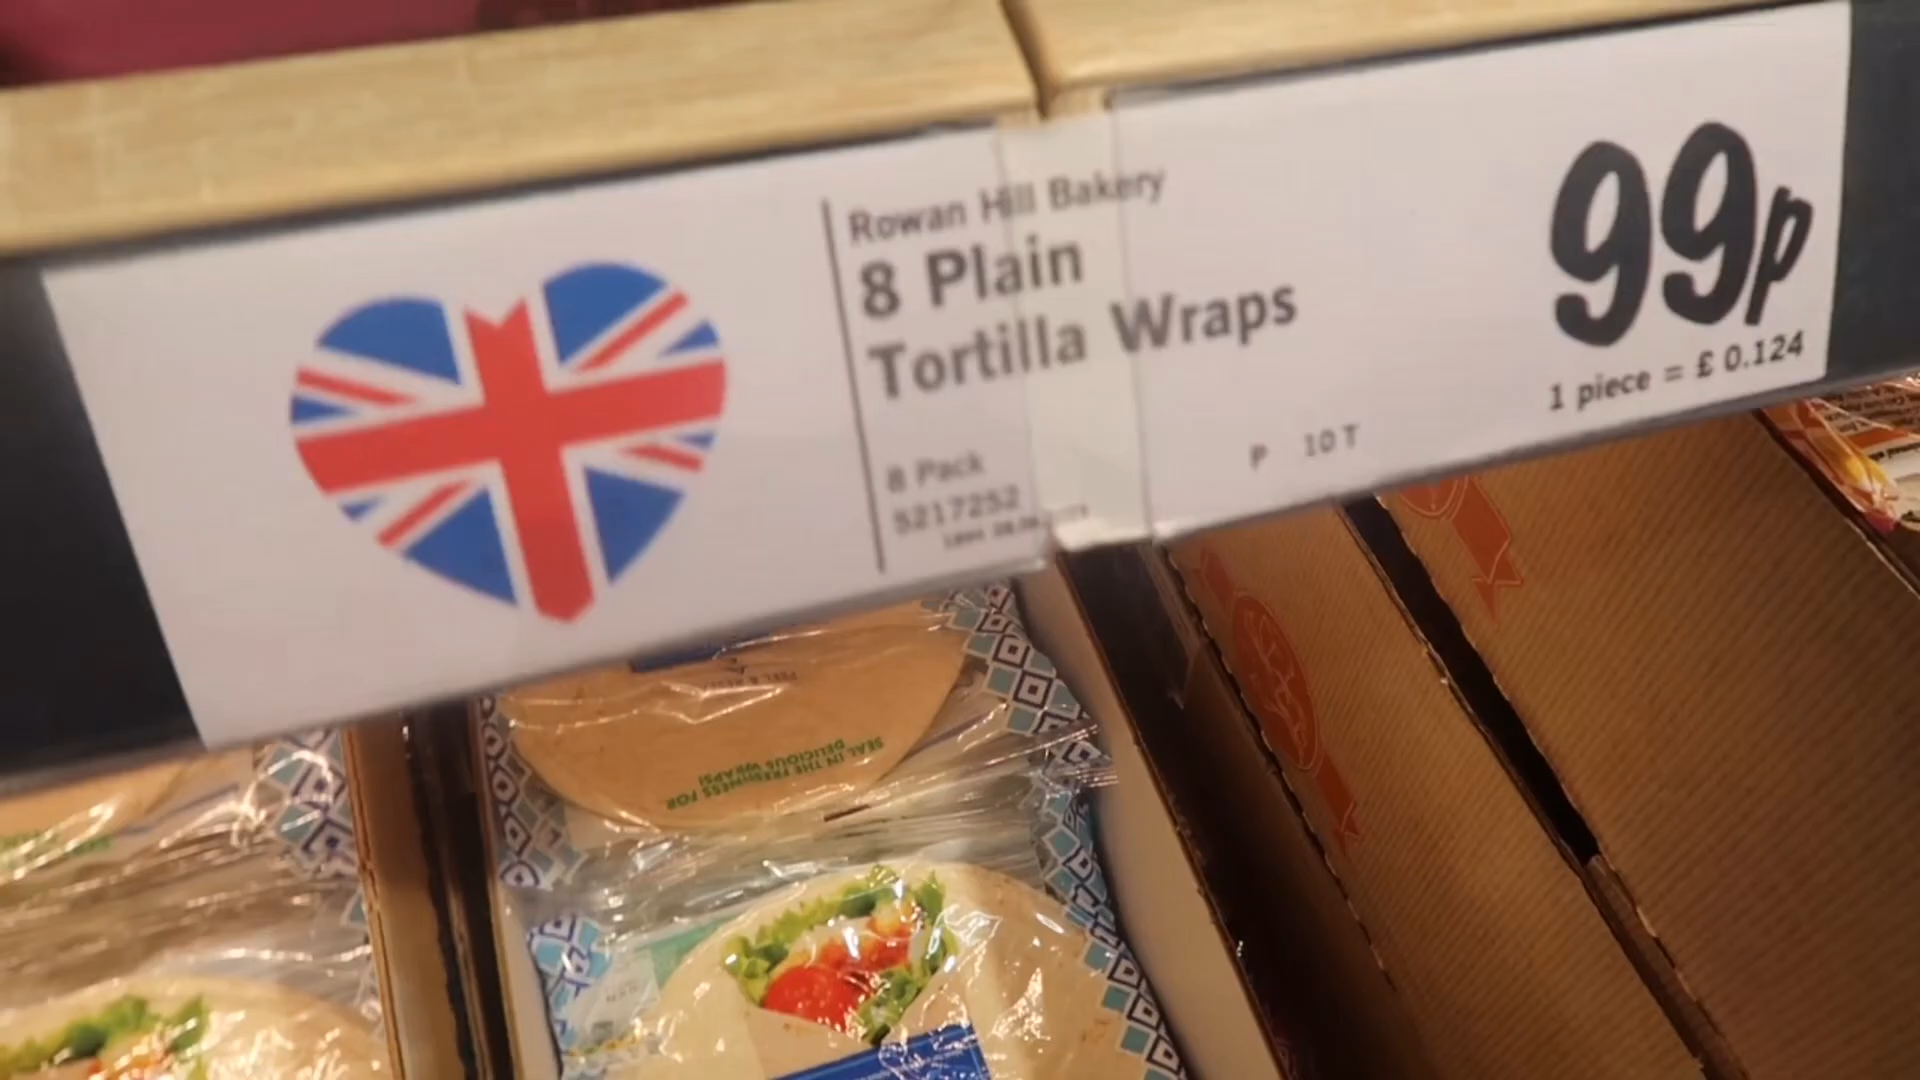 Rowan Hill Bakery
8 Plain
Tortilla Wraps
8 Pack
5217252
P 10 T
99p
1 piece = £ 0.124
SEAL IN THE FRESHNESS FOR
DELICIOUS WRAPS!